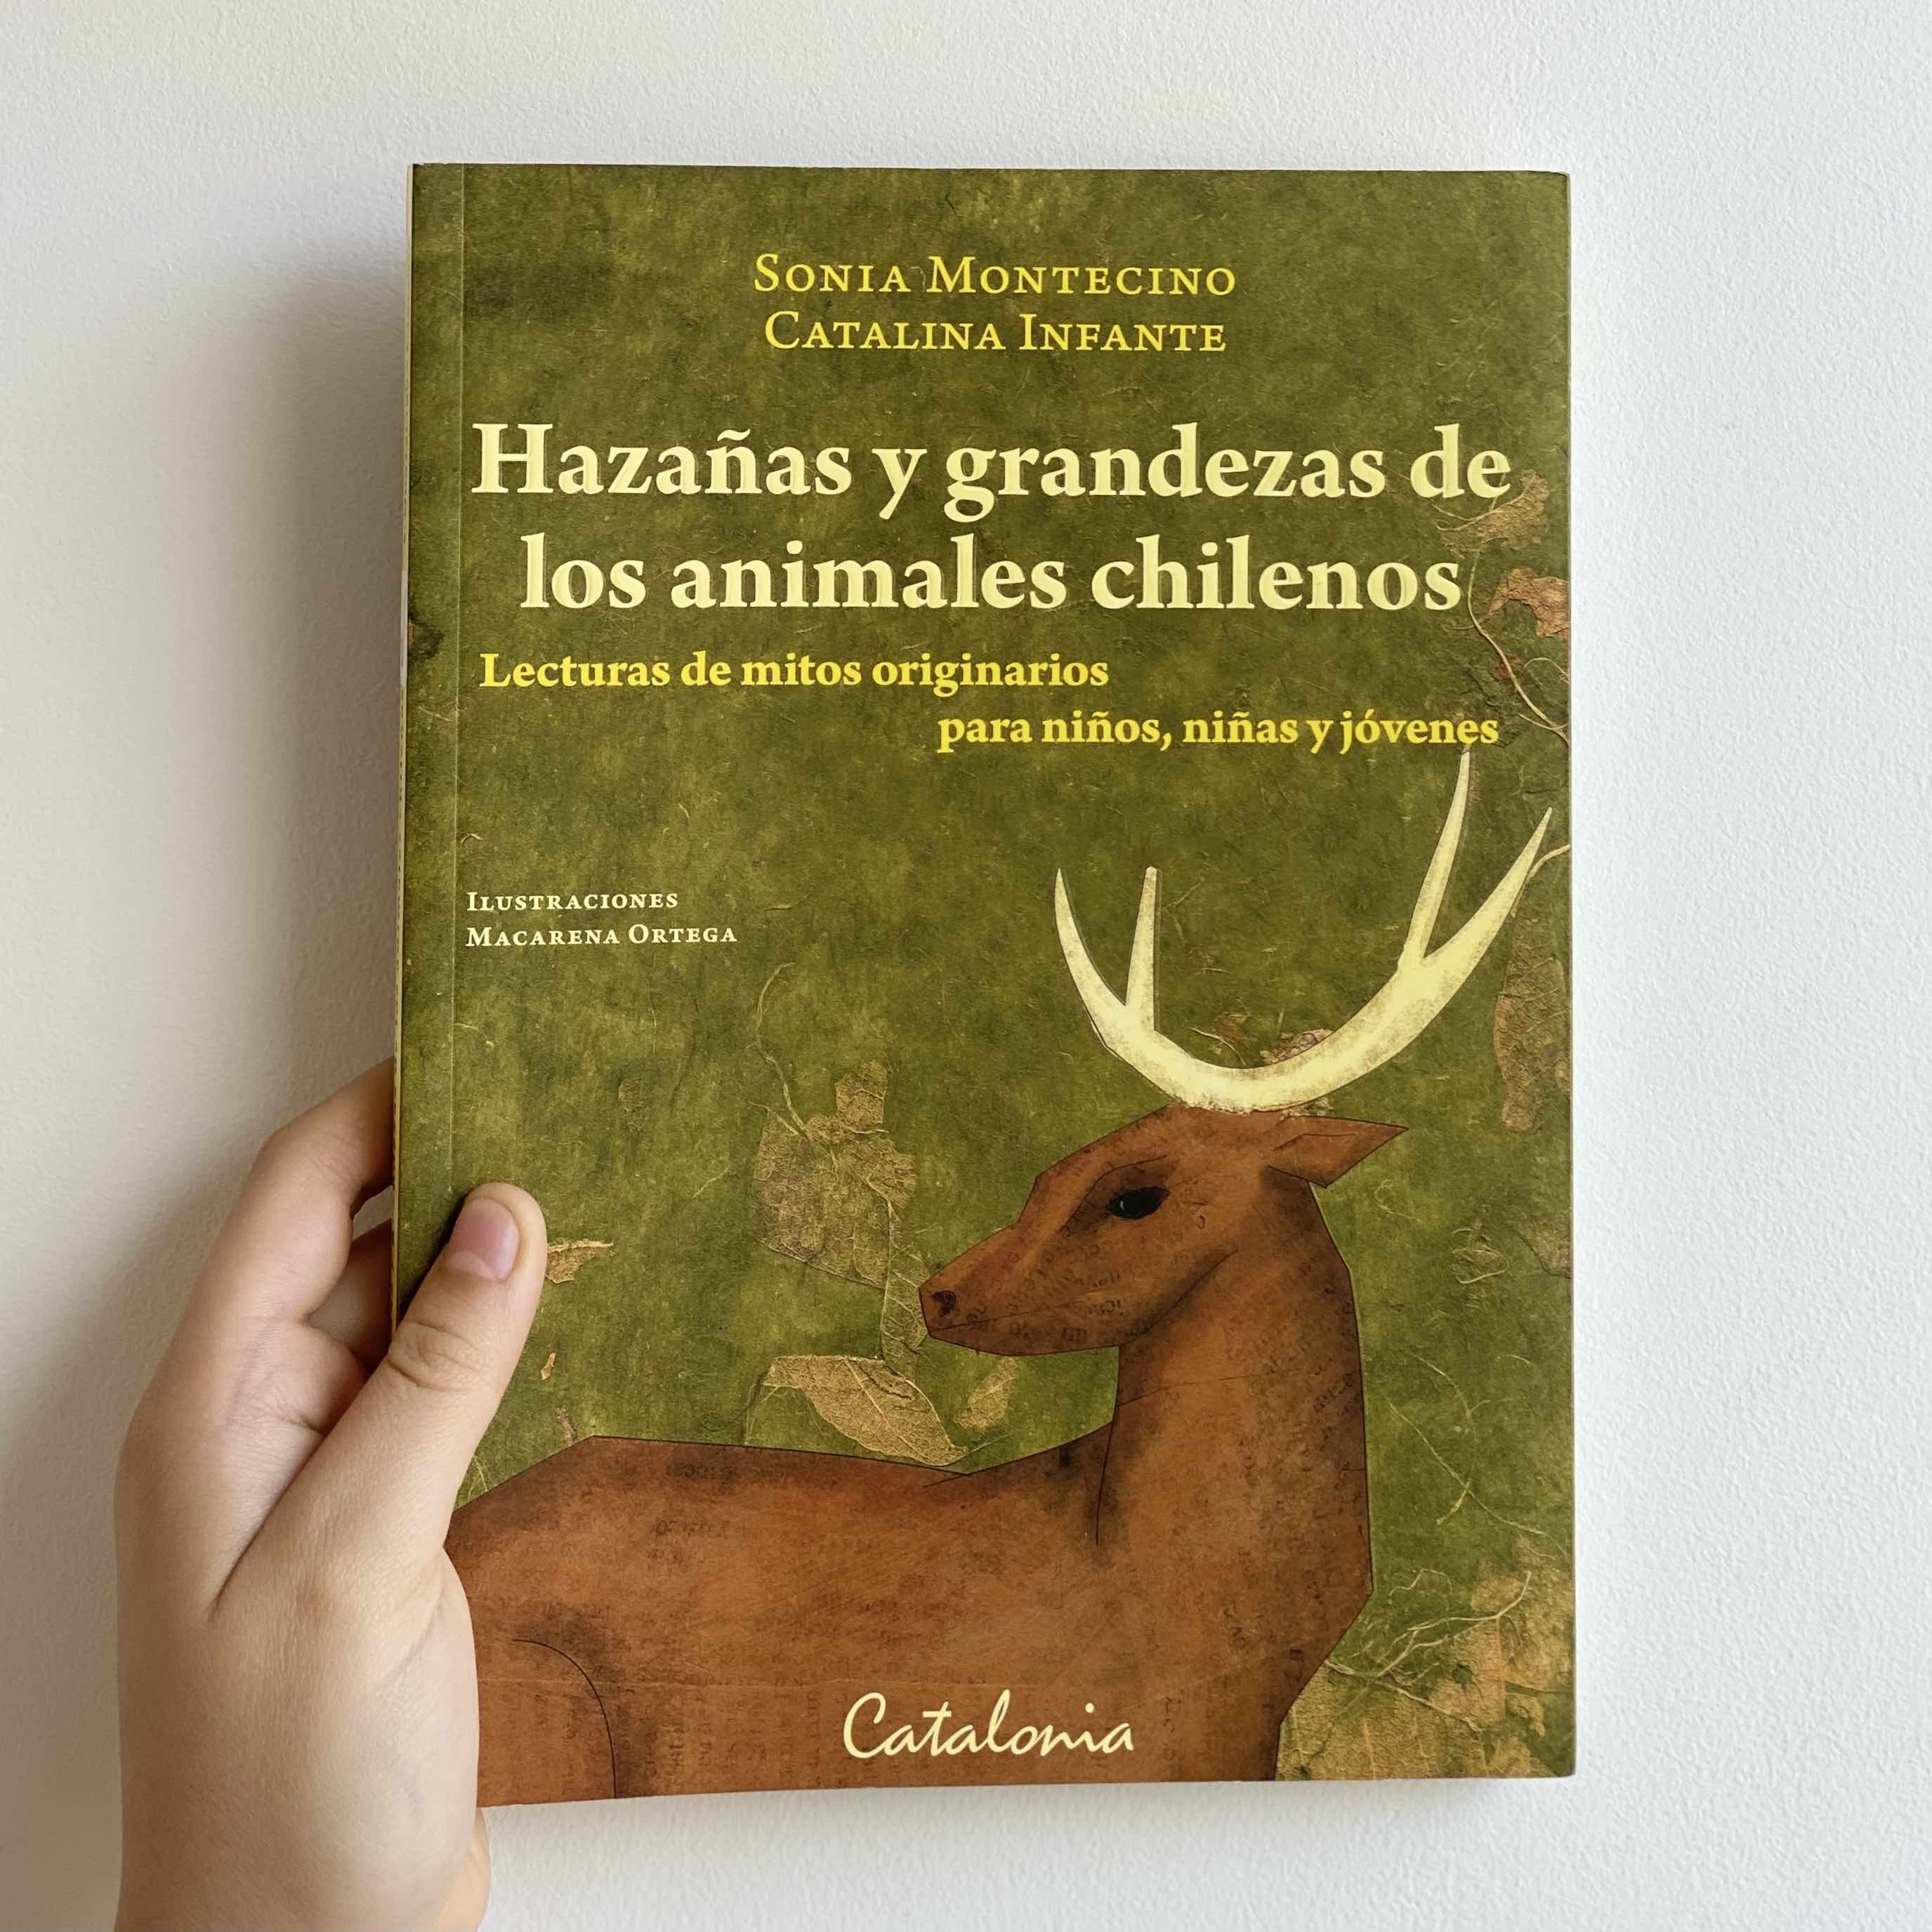 Sonia Montecino
Catalina Infante
Hazañas y grandezas de
los animales chilenos
Lecturas de mitos originarios
para niños, niñas y jóvenes
Ilustraciones
Macarena Ortega
Catalonia